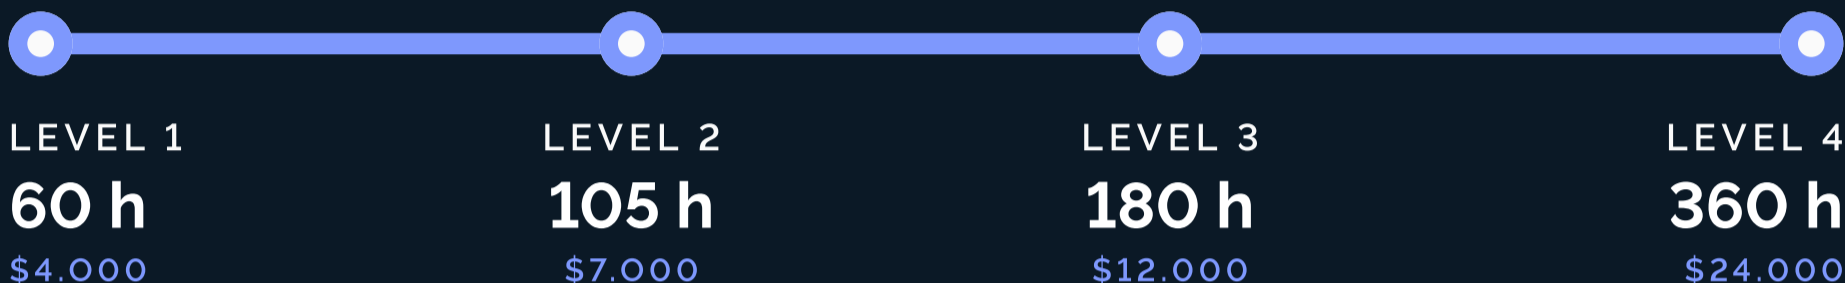 LEVEL 1
60 h
$4.000
LEVEL 2
105 h
$7.000
LEVEL 3
180 h
$12.000
LEVEL 4
360 h
$24.000